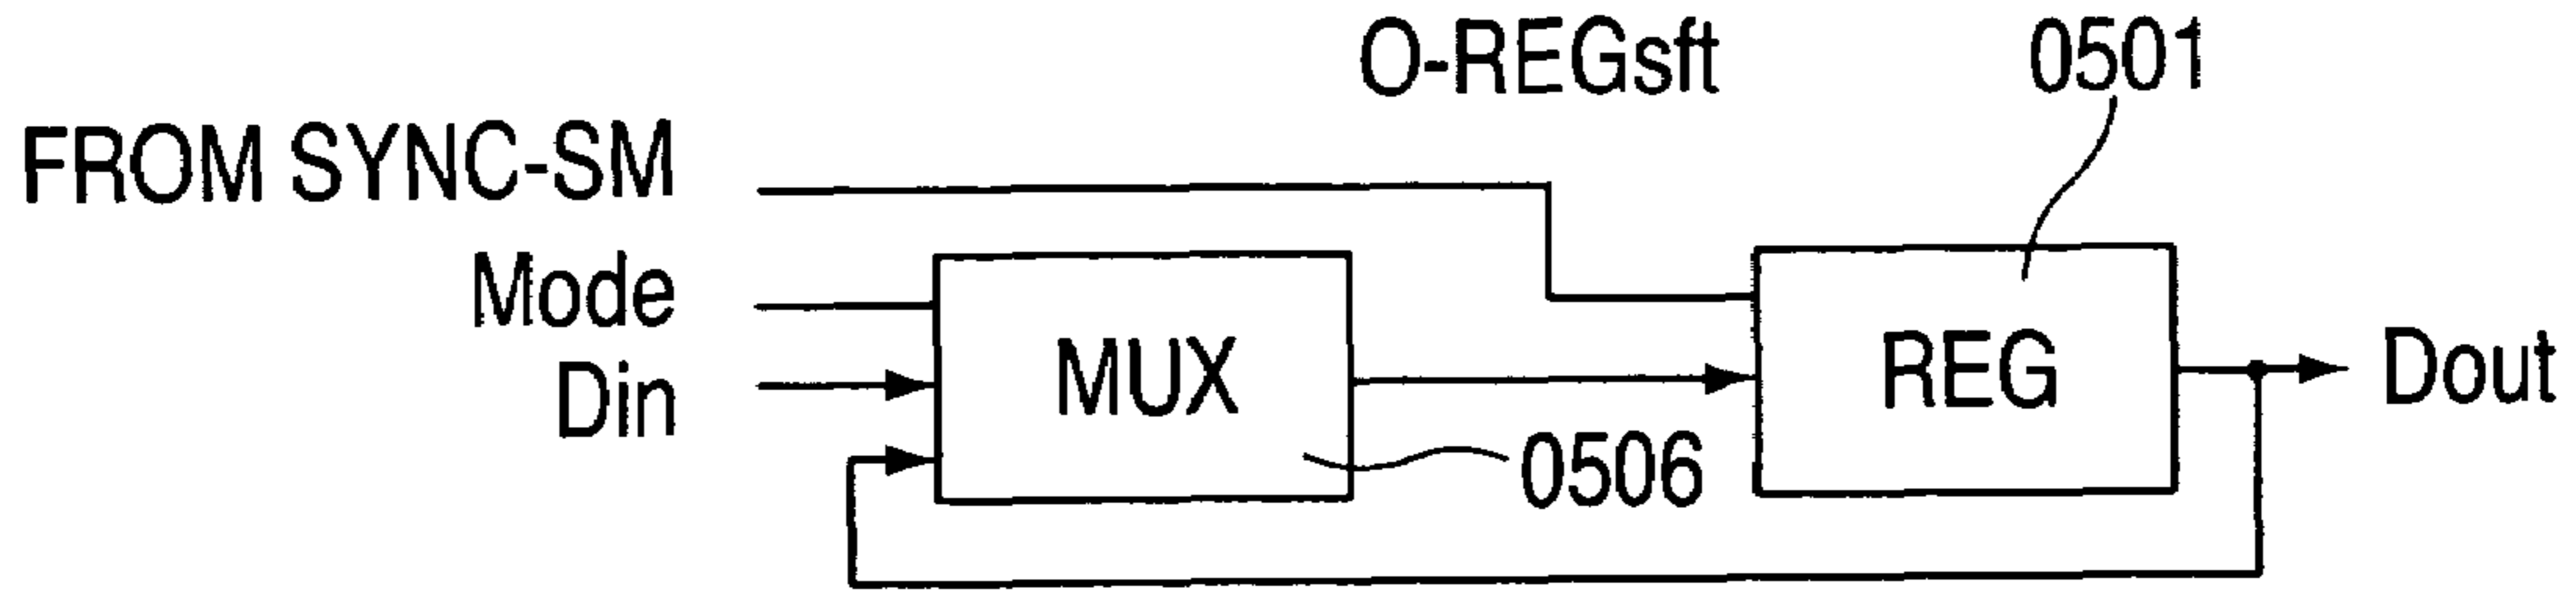 O-REGsft
0501
FROM SYNC-SM
Mode
Din
MUX
REG
Dout
0506